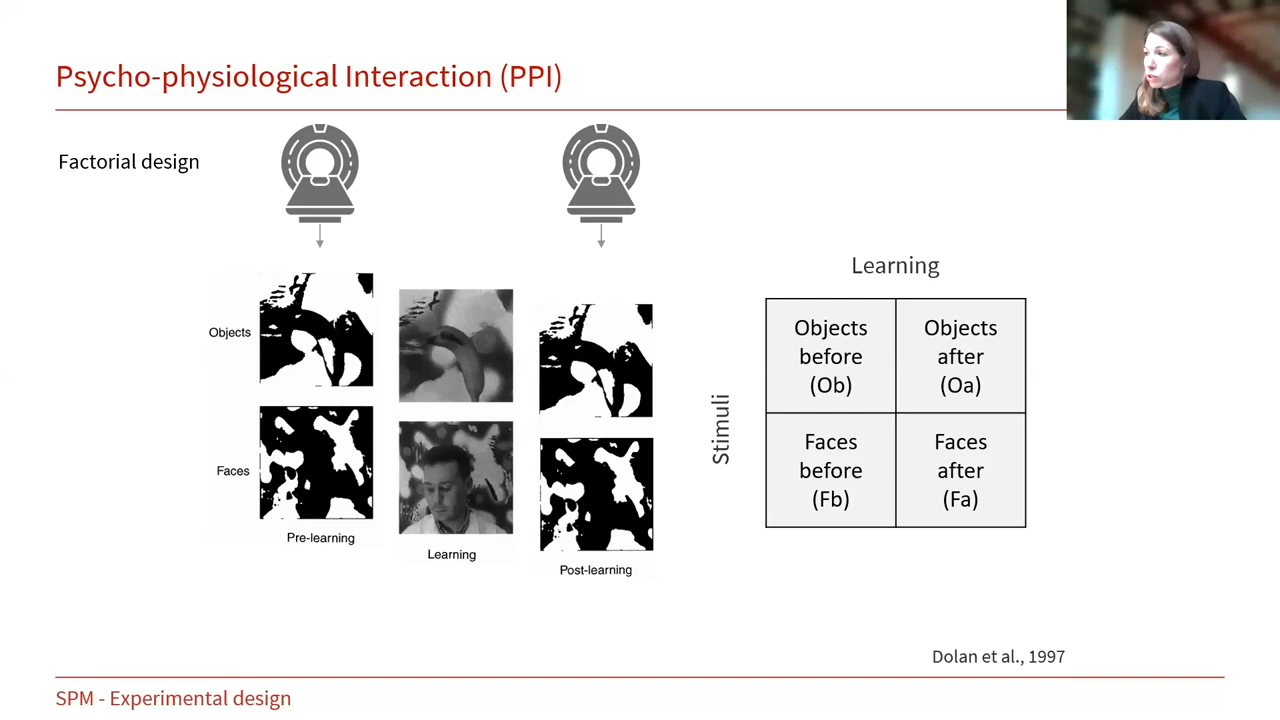 Psycho-physiological Interaction (PPI)
Factorial design
Objects
Faces
Pre-learning
Learning
Post-learning
Learning
Stimuli
Objects
before
(Ob)
Objects
after
(Oa)
Faces
before
(Fb)
Faces
after
(Fa)
Dolan et al., 1997
SPM - Experimental design